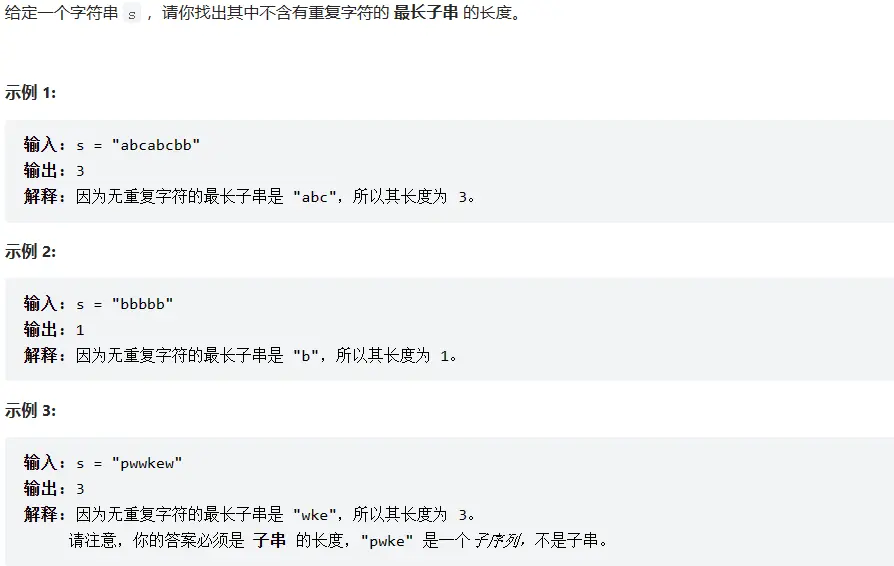 给定一个字符串 s ，请你找出其中不含有重复字符的 最长子串 的长度。
示例 1:
输入: s = "abcabcbb"
输出: 3
解释: 因为无重复字符的最长子串是 "abc"，所以其长度为 3。
示例 2:
输入: s = "bbbbb"
输出: 1
解释: 因为无重复字符的最长子串是 "b"，所以其长度为 1。
示例 3:
输入: s = "pwwkew"
输出: 3
解释: 因为无重复字符的最长子串是 "wke"，所以其长度为 3。
请注意，你的答案必须是 子串 的长度，"pwke" 是一个子序列，不是子串。